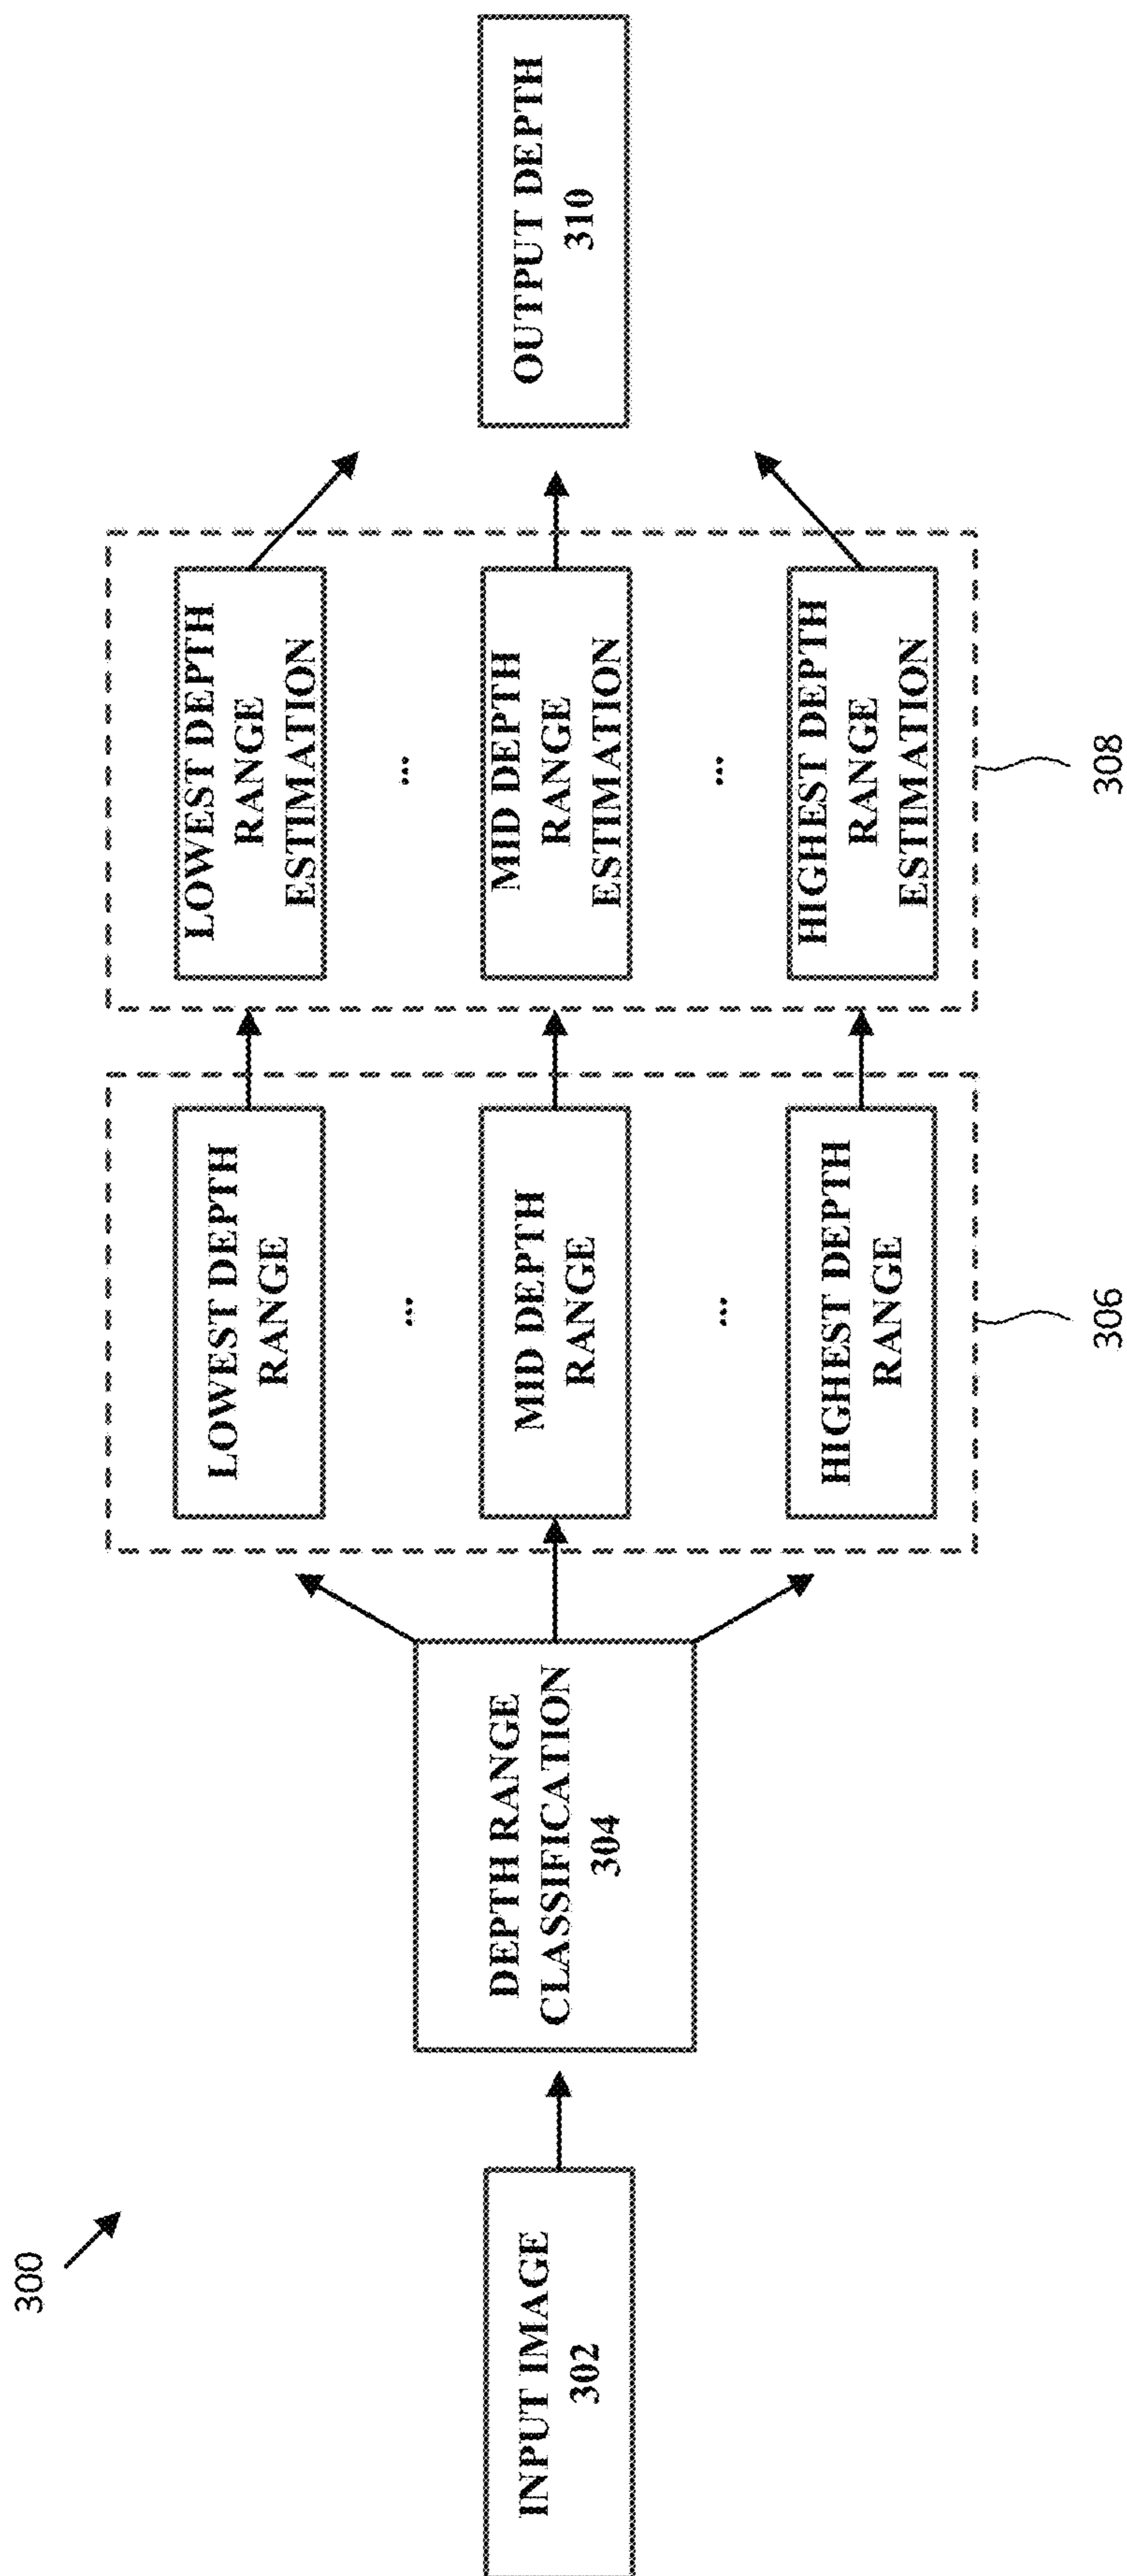 300
INPUT IMAGE
302
DEPTH RANGE
CLASSIFICATION
304
LOWEST DEPTH
RANGE
...
MID DEPTH
RANGE
...
HIGHEST DEPTH
RANGE
306
LOWEST DEPTH
RANGE
ESTIMATION
...
MID DEPTH
RANGE
ESTIMATION
...
HIGHEST DEPTH
RANGE
ESTIMATION
308
OUTPUT DEPTH
310